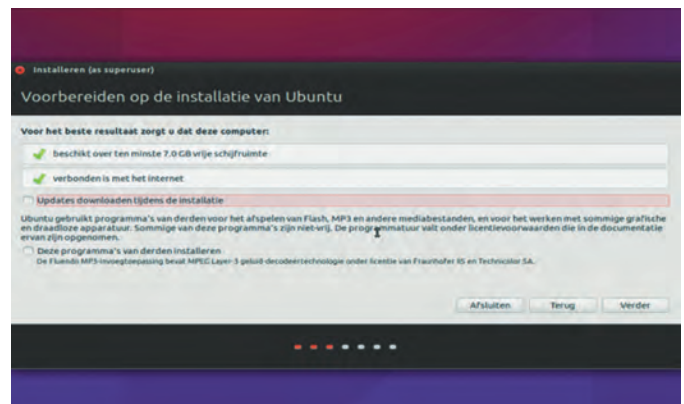 Installeren (as superuser)
Voorbereiden op de installatie van Ubuntu
Voor het beste resultaat zorgt u dat deze computer:
beschikt over ten minste 7.0 GB vrije schijfruimte
verbonden is met het internet
Updates downloaden tijdens de installatie
Ubuntu gebruikt programma's van derden voor het afspelen van Flash, MP3 en andere mediabestanden, en voor het werken met sommige grafische
en draadloze apparatuur. Sommige van deze programma's zijn niet-vrij. De programmatuur valt onder licentievoorwaarden die in de documentatie
ervan zijn opgenomen.
Deze programma's van derden installeren
De Fluendo MP3-invoegtoepassing bevat MPEG Layer-3 geluid-decodeertechnologie onder licentie van Fraunhofer IIS en Technicolor SA.
Afsluiten Terug Verder